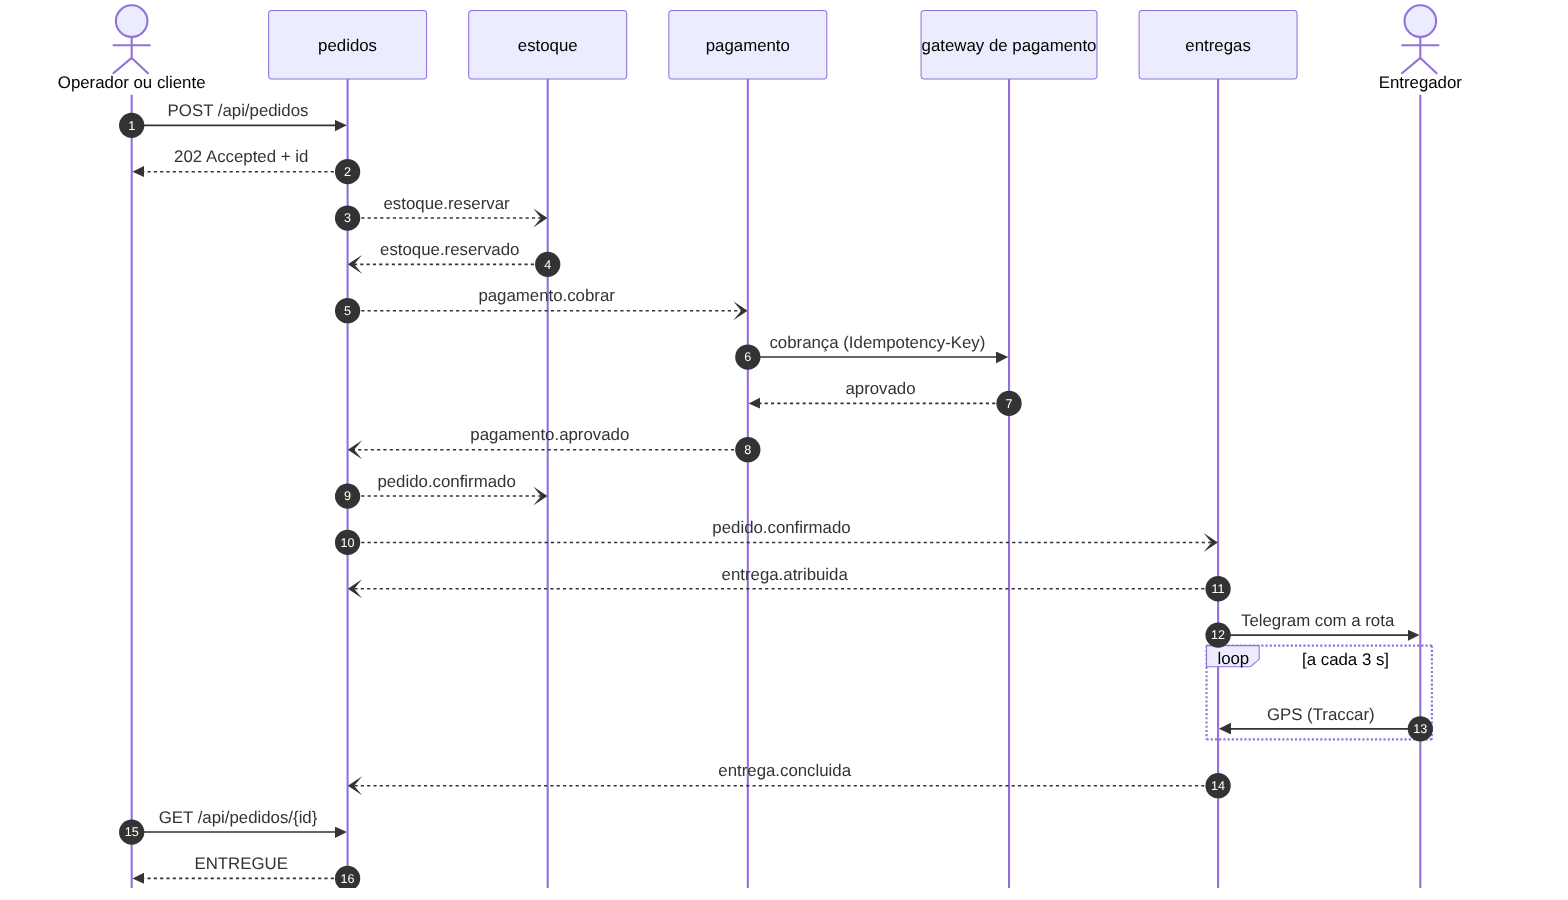 Operador ou cliente
pedidos
estoque
pagamento
gateway de pagamento
entregas
Entregador
POST /api/pedidos
1
202 Accepted + id
2
estoque.reservar
3
estoque.reservado
4
pagamento.cobrar
5
cobrança (Idempotency-Key)
6
aprovado
7
pagamento.aprovado
8
pedido.confirmado
9
pedido.confirmado
10
entrega.atribuida
11
Telegram com a rota
12
loop
[a cada 3 s]
GPS (Traccar)
13
entrega.concluida
14
GET /api/pedidos/{id}
15
ENTREGUE
16